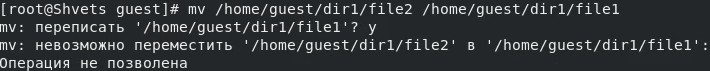 [root@Shvets guest]# mv /home/guest/dir1/file2 /home/guest/dir1/file1
mv: переписать '/home/guest/dir1/file1'? y
mv: невозможно переместить '/home/guest/dir1/file2' в '/home/guest/dir1/file1':
Операция не позволена